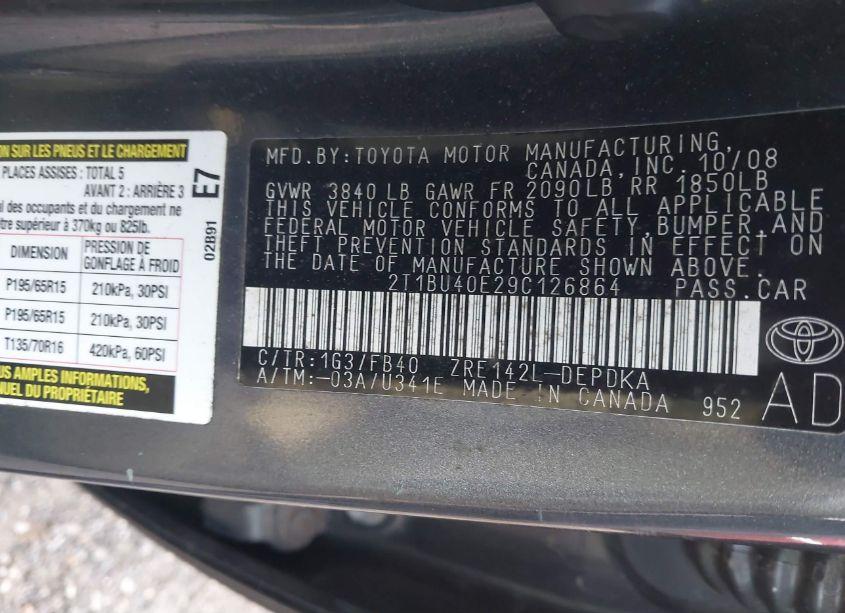 ON SUR LES PNEUS ET LE CHARGEMENT
PLACES ASSISES : TOTAL 5
AVANT 2 : ARRIÈRE 3
al des occupants et du chargement ne
tre supérieur à 370kg ou 825lb.
E7
02B91
DIMENSION PRESSION DE GONFLAGE À FROID
P195/65R15 210kPa, 30PSI
P195/65R15 210kPa, 30PSI
T135/70R16 420kPa, 60PSI
US AMPLES
ONS, VOIR
NUEL DU PROPRIÉTAIRE
MFD.BY:TOYOTA MOTOR MANUFACTURING,
CANADA,INC. 10/08
GVWR 3840 LB GAWR FR 2090LB RR 1850LB
THIS VEHICLE CONFORMS TO ALL APPLICABLE
FEDERAL MOTOR VEHICLE SAFETY,BUMPER,AND
THEFT PREVENTION STANDARDS IN EFFECT ON
THE DATE OF MANUFACTURE SHOWN ABOVE.
2T1BU40E29C126864 PASS.CAR
C/TR:1G3/FB40 ZRE142L-DEPDKA
A/TM:-03A/U341E MADE IN CANADA 952
AD